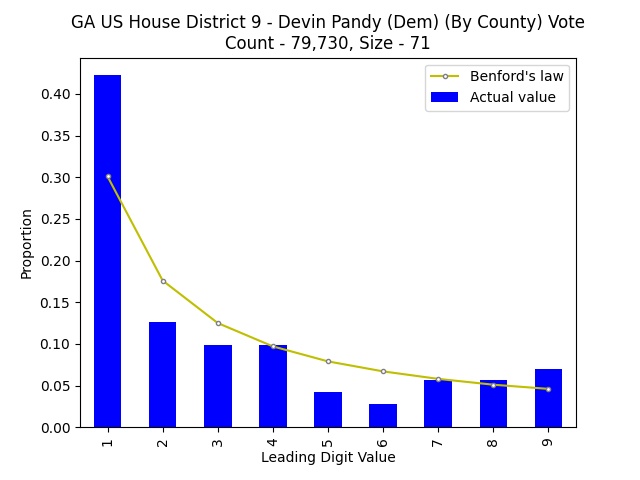 GA US House District 9 - Devin Pandy (Dem) (By County) Vote
Count - 79,730, Size - 71
Benford's law
Actual value
0.40
0.35
0.30
0.25
0.20
0.15
0.10
0.05
0.00
Proportion
1 2 3 4 5 6 7 8 9
Leading Digit Value